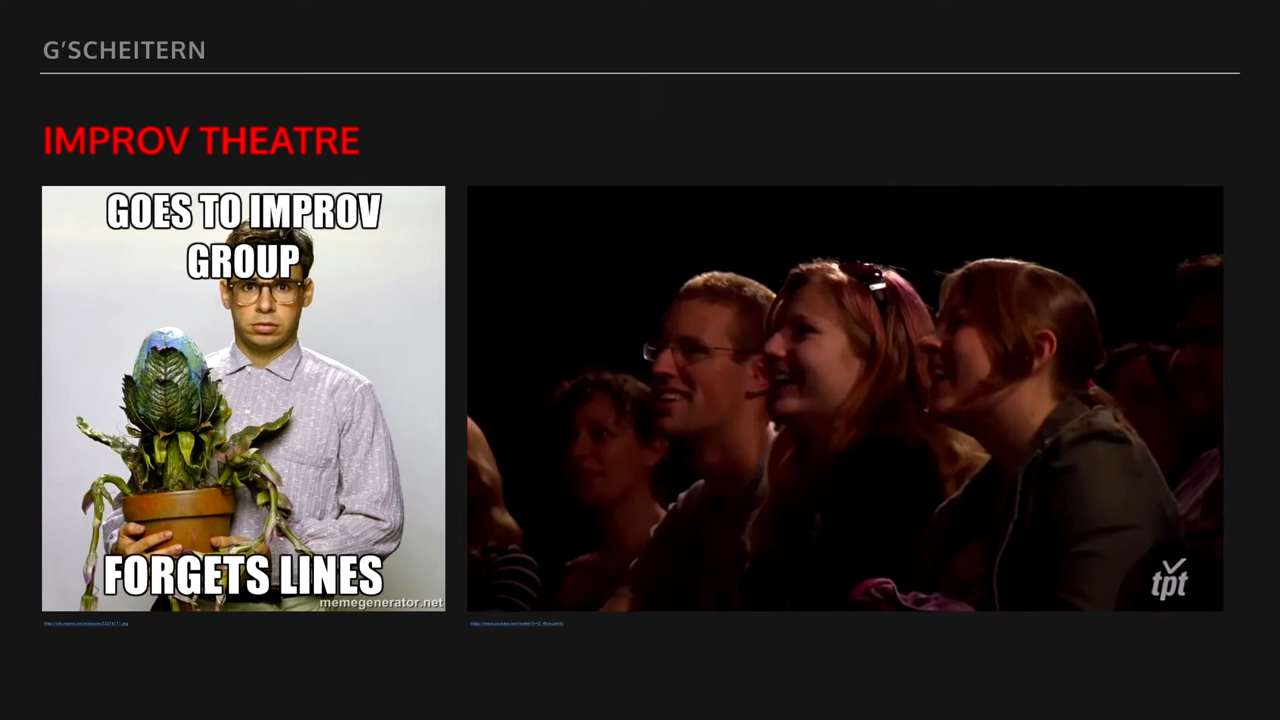 G'SCHEITERN
IMPROV THEATRE
GOES TO IMPROV
GROUP
FORGETS LINES
memegenerator.net
tpt